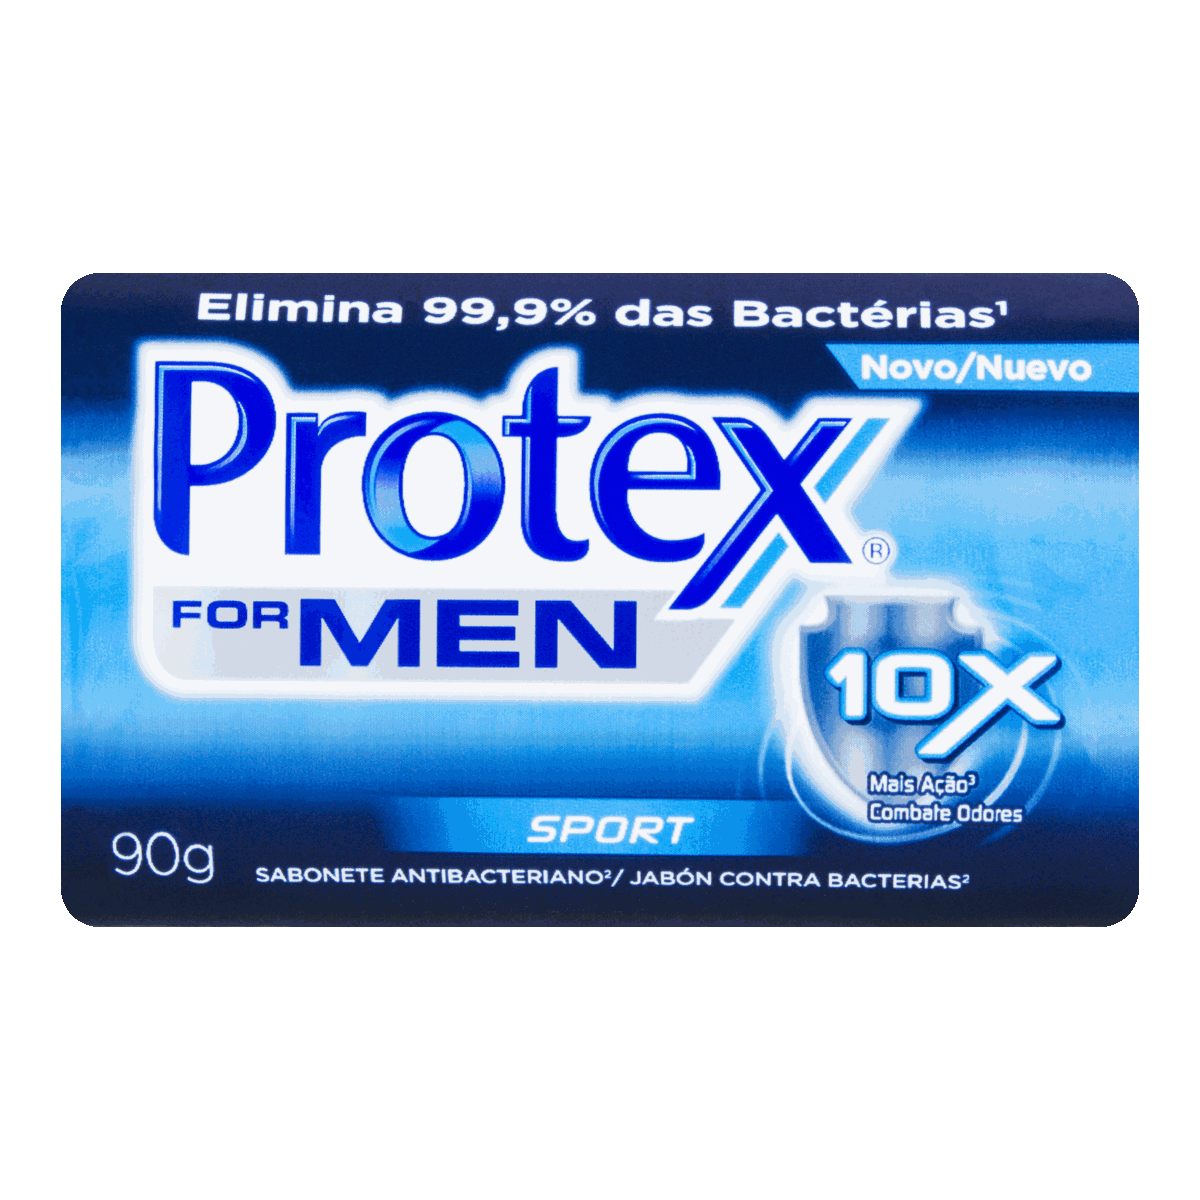 Elimina 99,9% das Bactérias¹
Novo/Nuevo
Protex®
FOR MEN
10X
Mais Ação³
Combate Odores
SPORT
90g
SABONETE ANTIBACTERIANO²/ JABÓN CONTRA BACTERIAS²